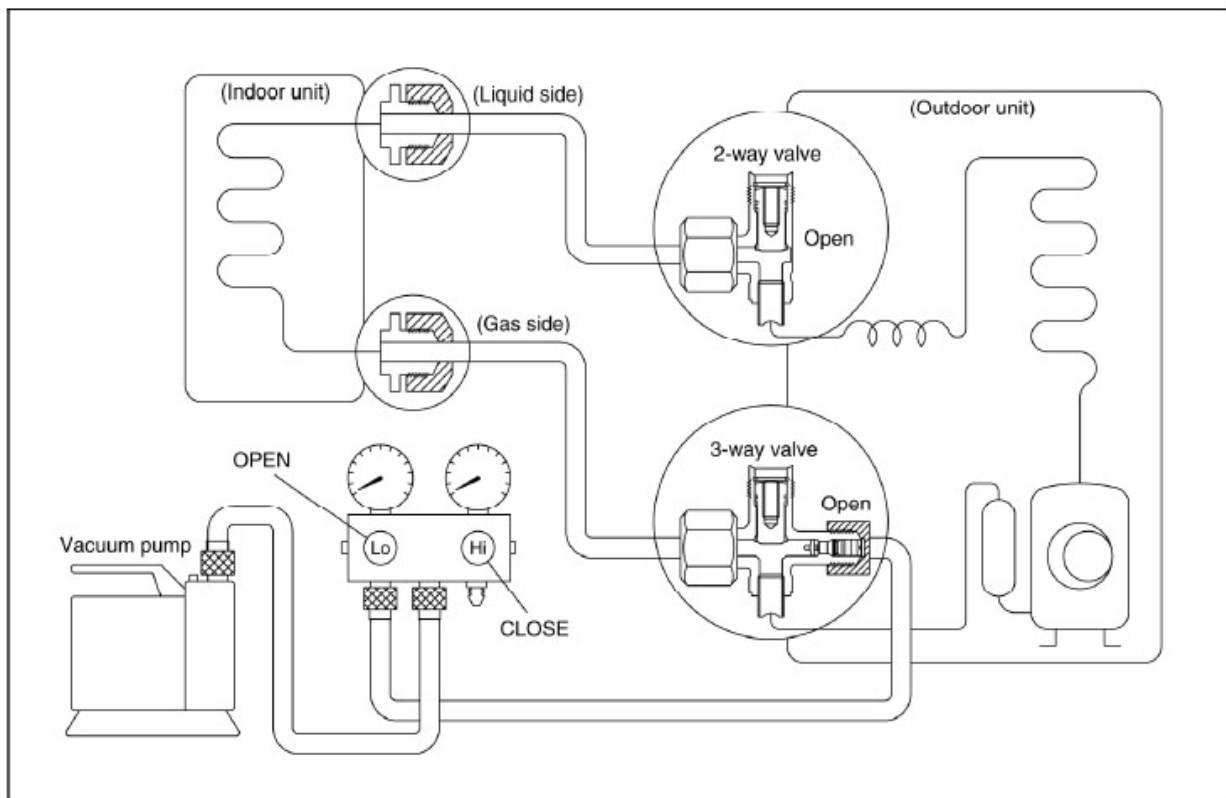 (Indoor unit)
(Liquid side)
(Outdoor unit)
2-way valve
Open
(Gas side)
3-way valve
Open
OPEN
Lo
Hi
Vacuum pump
CLOSE